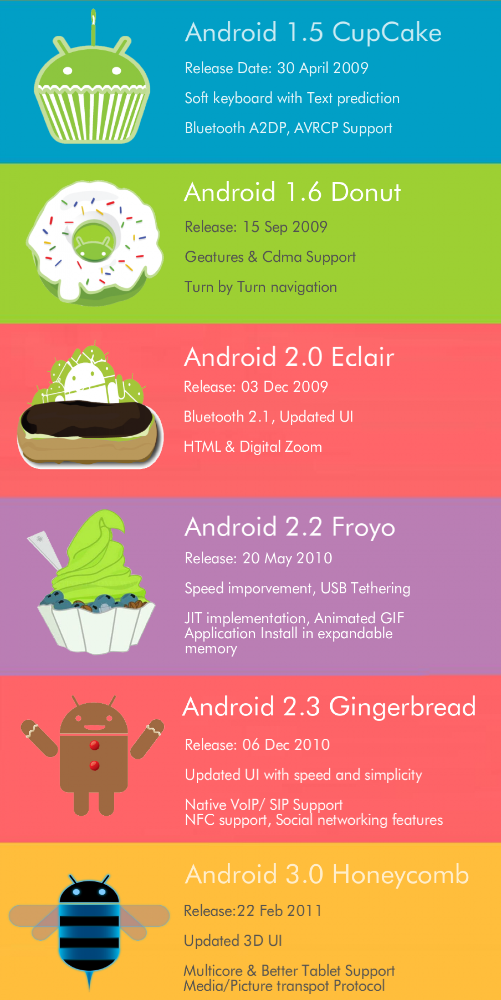 Android 1.5 CupCake
Release Date: 30 April 2009
Soft keyboard with Text prediction
Bluetooth A2DP, AVRCP Support
Android 1.6 Donut
Release: 15 Sep 2009
Geatures & Cdma Support
Turn by Turn navigation
Android 2.0 Eclair
Release: 03 Dec 2009
Bluetooth 2.1, Updated UI
HTML & Digital Zoom
Android 2.2 Froyo
Release: 20 May 2010
Speed imporvement, USB Tethering
JIT implementation, Animated GIF
Application Install in expandable
memory
Android 2.3 Gingerbread
Release: 06 Dec 2010
Updated UI with speed and simplicity
Native VoIP/ SIP Support
NFC support, Social networking features
Android 3.0 Honeycomb
Release:22 Feb 2011
Updated 3D UI
Multicore & Better Tablet Support
Media/Picture transpot Protocol